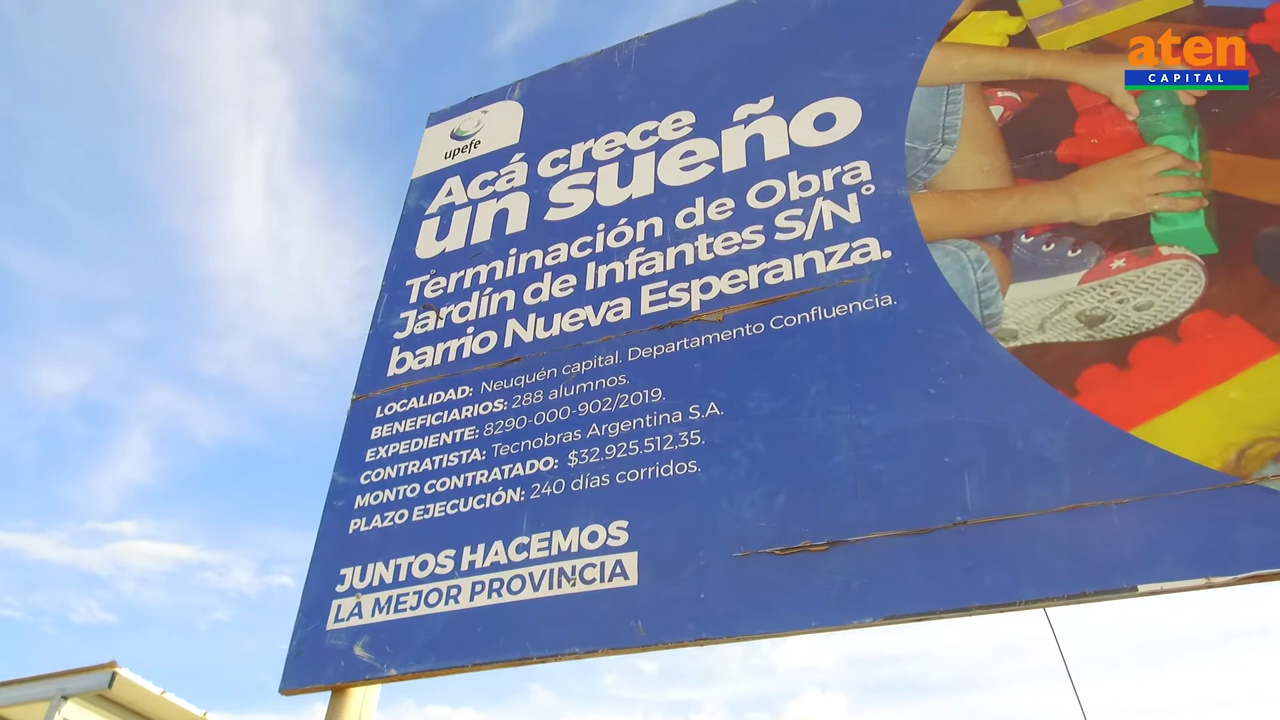 aten
CAPITAL
upefe
Acá crece
un sueño
Terminación de Obra
Jardín de Infantes S/N°
barrio Nueva Esperanza.
LOCALIDAD: Neuquén capital. Departamento Confluencia.
BENEFICIARIOS: 288 alumnos.
EXPEDIENTE: 8290-000-902/2019.
CONTRATISTA: Tecnobras Argentina S.A.
MONTO CONTRATADO: $32.925.512,35.
PLAZO EJECUCIÓN: 240 días corridos.
JUNTOS HACEMOS
LA MEJOR PROVINCIA